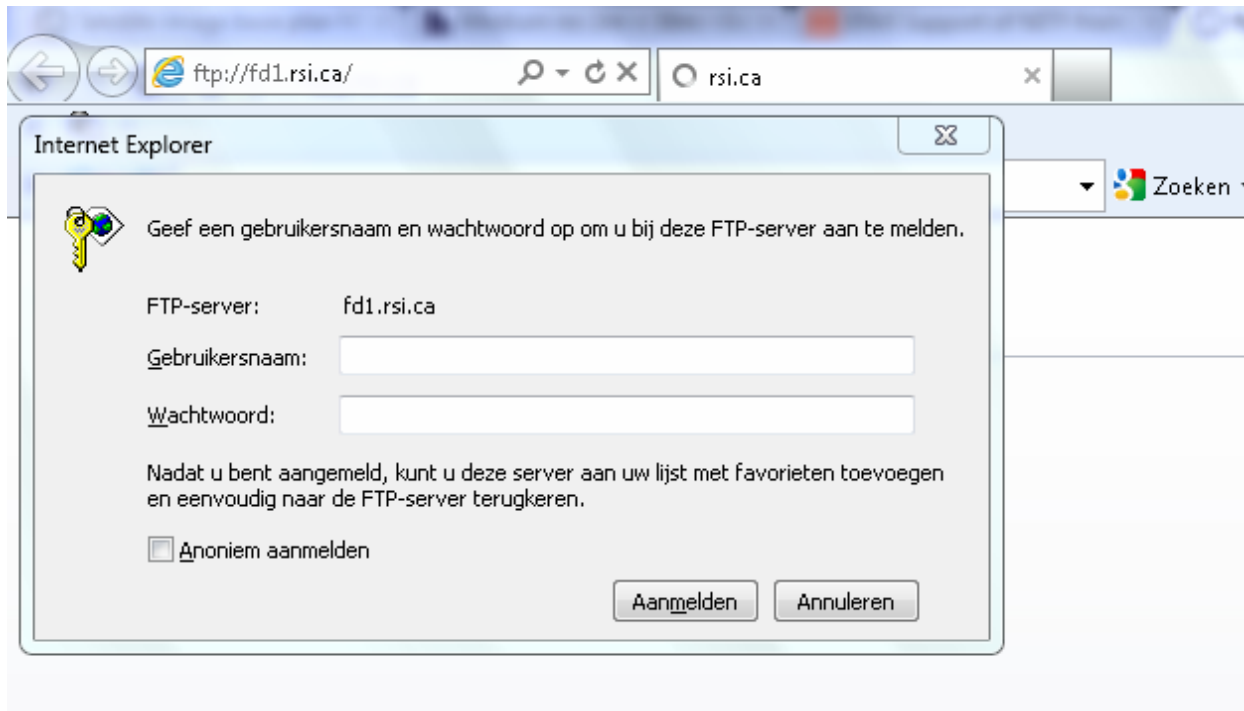 ftp://fd1.rsi.ca/
rsi.ca
Internet Explorer
Zoeken
Geef een gebruikersnaam en wachtwoord op om u bij deze FTP-server aan te melden.
FTP-server: fd1.rsi.ca
Gebruikersnaam:
Wachtwoord:
Nadat u bent aangemeld, kunt u deze server aan uw lijst met favorieten toevoegen
en eenvoudig naar de FTP-server terugkeren.
Anoniem aanmelden
Aanmelden Annuleren